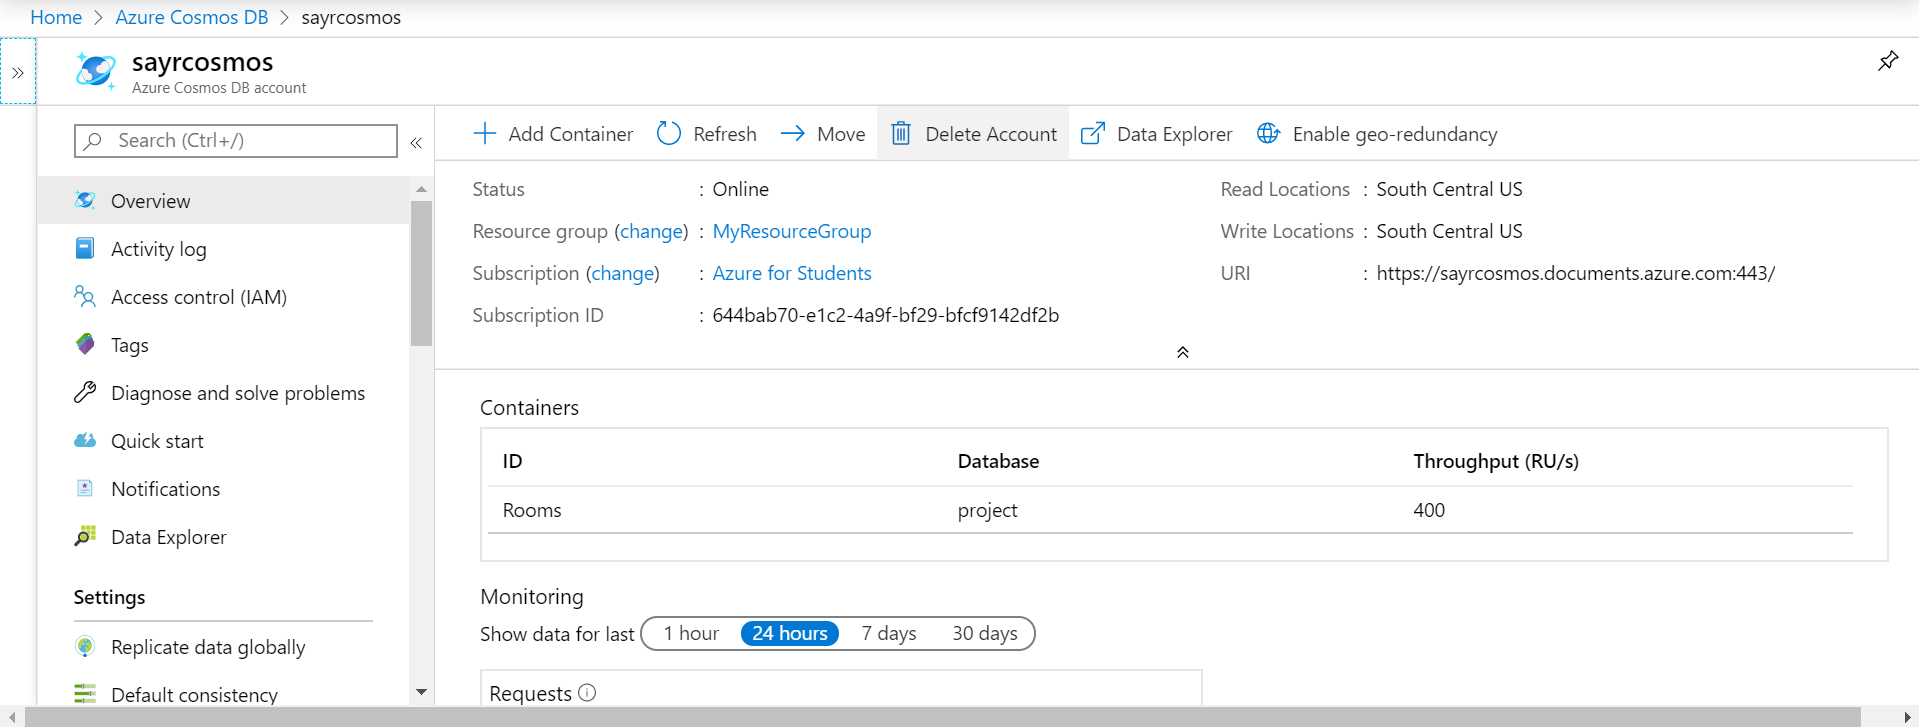 Home > Azure Cosmos DB > sayrcosmos
sayrcosmos
Azure Cosmos DB account
Search (Ctrl+/)
Overview
Activity log
Access control (IAM)
Tags
Diagnose and solve problems
Quick start
Notifications
Data Explorer
Settings
Replicate data globally
Default consistency
Add Container Refresh Move Delete Account Data Explorer Enable geo-redundancy
Status : Online
Resource group (change) : MyResourceGroup
Subscription (change) : Azure for Students
Subscription ID : 644bab70-e1c2-4a9f-bf29-bfcf9142df2b
Read Locations : South Central US
Write Locations : South Central US
URI : https://sayrcosmos.documents.azure.com:443/
Containers
ID Database Throughput (RU/s)
Rooms project 400
Monitoring
Show data for last 1 hour 24 hours 7 days 30 days
Requests